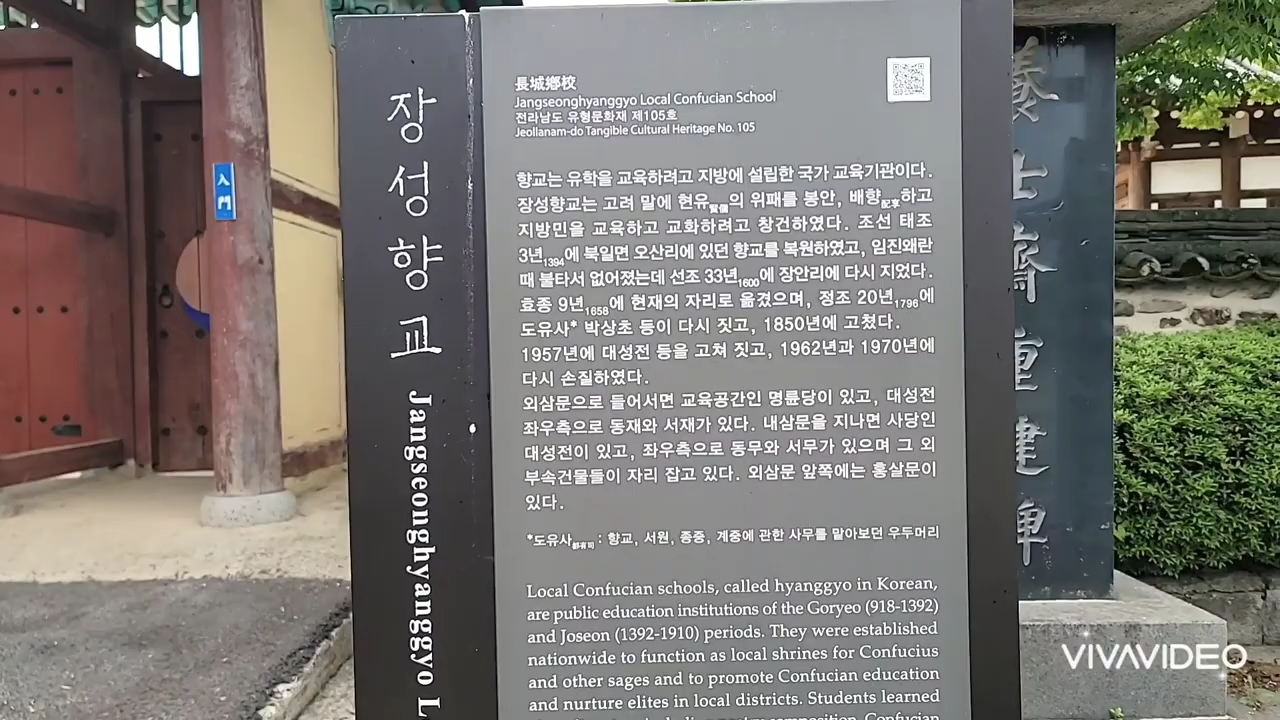 入
門
장성향교
Jangseonghyanggyo L
長城鄕校
Jangseonghyanggyo Local Confucian School
전라남도 유형문화재 제105호
Jeollanam-do Tangible Cultural Heritage No. 105
향교는 유학을 교육하려고 지방에 설립한 국가 교육기관이다.
장성향교는 고려 말에 현유賢儒의 위패를 봉안, 배향配享하고
지방민을 교육하고 교화하려고 창건하였다. 조선 태조
3년1394에 북일면 오산리에 있던 향교를 복원하였고, 임진왜란
때 불타서 없어졌는데 선조 33년1600에 장안리에 다시 지었다.
효종 9년1658에 현재의 자리로 옮겼으며, 정조 20년1796에
도유사* 박상초 등이 다시 짓고, 1850년에 고쳤다.
1957년에 대성전 등을 고쳐 짓고, 1962년과 1970년에
다시 손질하였다.
외삼문으로 들어서면 교육공간인 명륜당이 있고, 대성전
좌우측으로 동재와 서재가 있다. 내삼문을 지나면 사당인
대성전이 있고, 좌우측으로 동무와 서무가 있으며 그 외
부속건물들이 자리 잡고 있다. 외삼문 앞쪽에는 홍살문이
있다.
*도유사都有司 : 향교, 서원, 종중, 계중에 관한 사무를 맡아보던 우두머리
Local Confucian schools, called hyanggyo in Korean,
are public education institutions of the Goryeo (918-1392)
and Joseon (1392-1910) periods. They were established
nationwide to function as local shrines for Confucius
and other sages and to promote Confucian education
and nurture elites in local districts. Students learned
composition, Confucian
養士齋重建碑
VIVAVIDEO